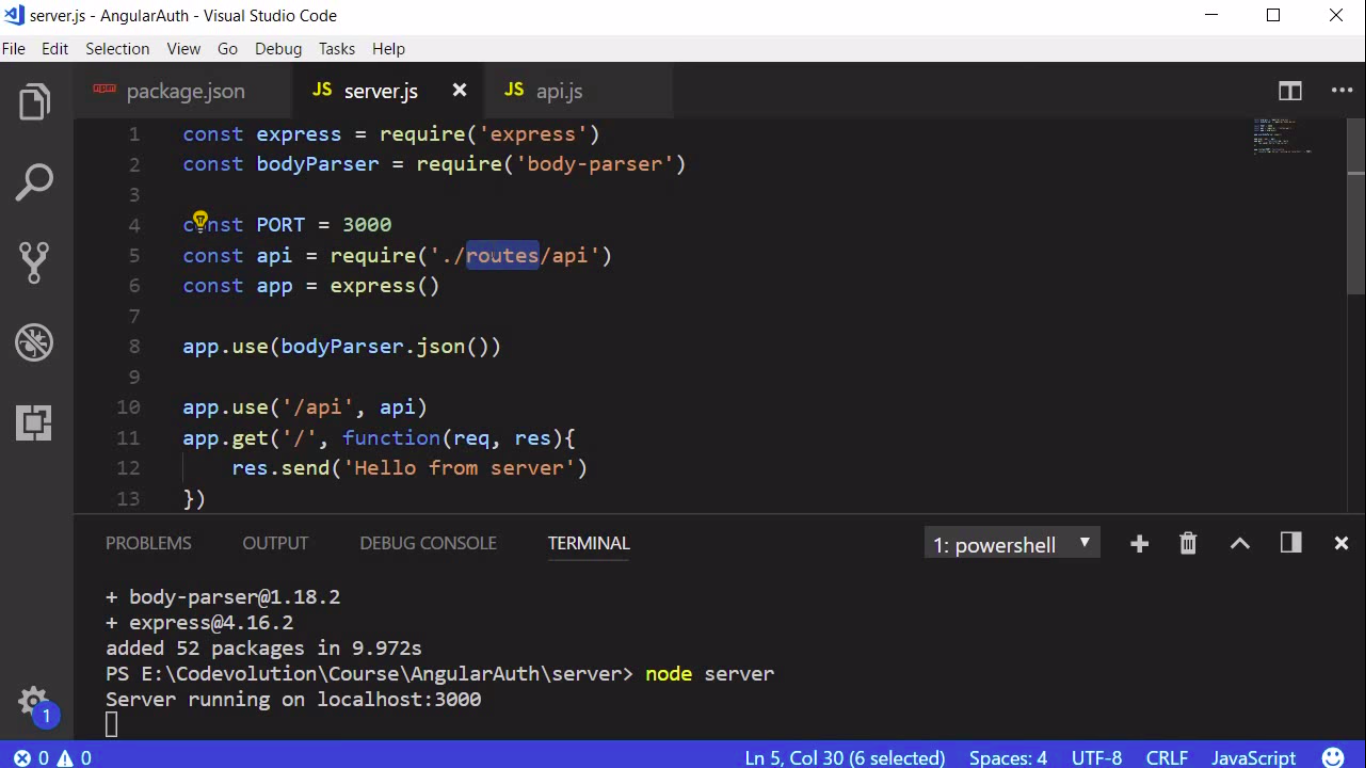 server.js - AngularAuth - Visual Studio Code
File Edit Selection View Go Debug Tasks Help
package.json JS server.js JS api.js
1 const express = require('express')
2 const bodyParser = require('body-parser')
3
4 const PORT = 3000
5 const api = require('./routes/api')
6 const app = express()
7
8 app.use(bodyParser.json())
9
10 app.use('/api', api)
11 app.get('/', function(req, res){
12 res.send('Hello from server')
13 })
PROBLEMS OUTPUT DEBUG CONSOLE TERMINAL 1: powershell
+ body-parser@1.18.2
+ express@4.16.2
added 52 packages in 9.972s
PS E:\Codevolution\Course\AngularAuth\server> node server
Server running on localhost:3000
1
0 0 Ln 5, Col 30 (6 selected) Spaces: 4 UTF-8 CRLF JavaScript